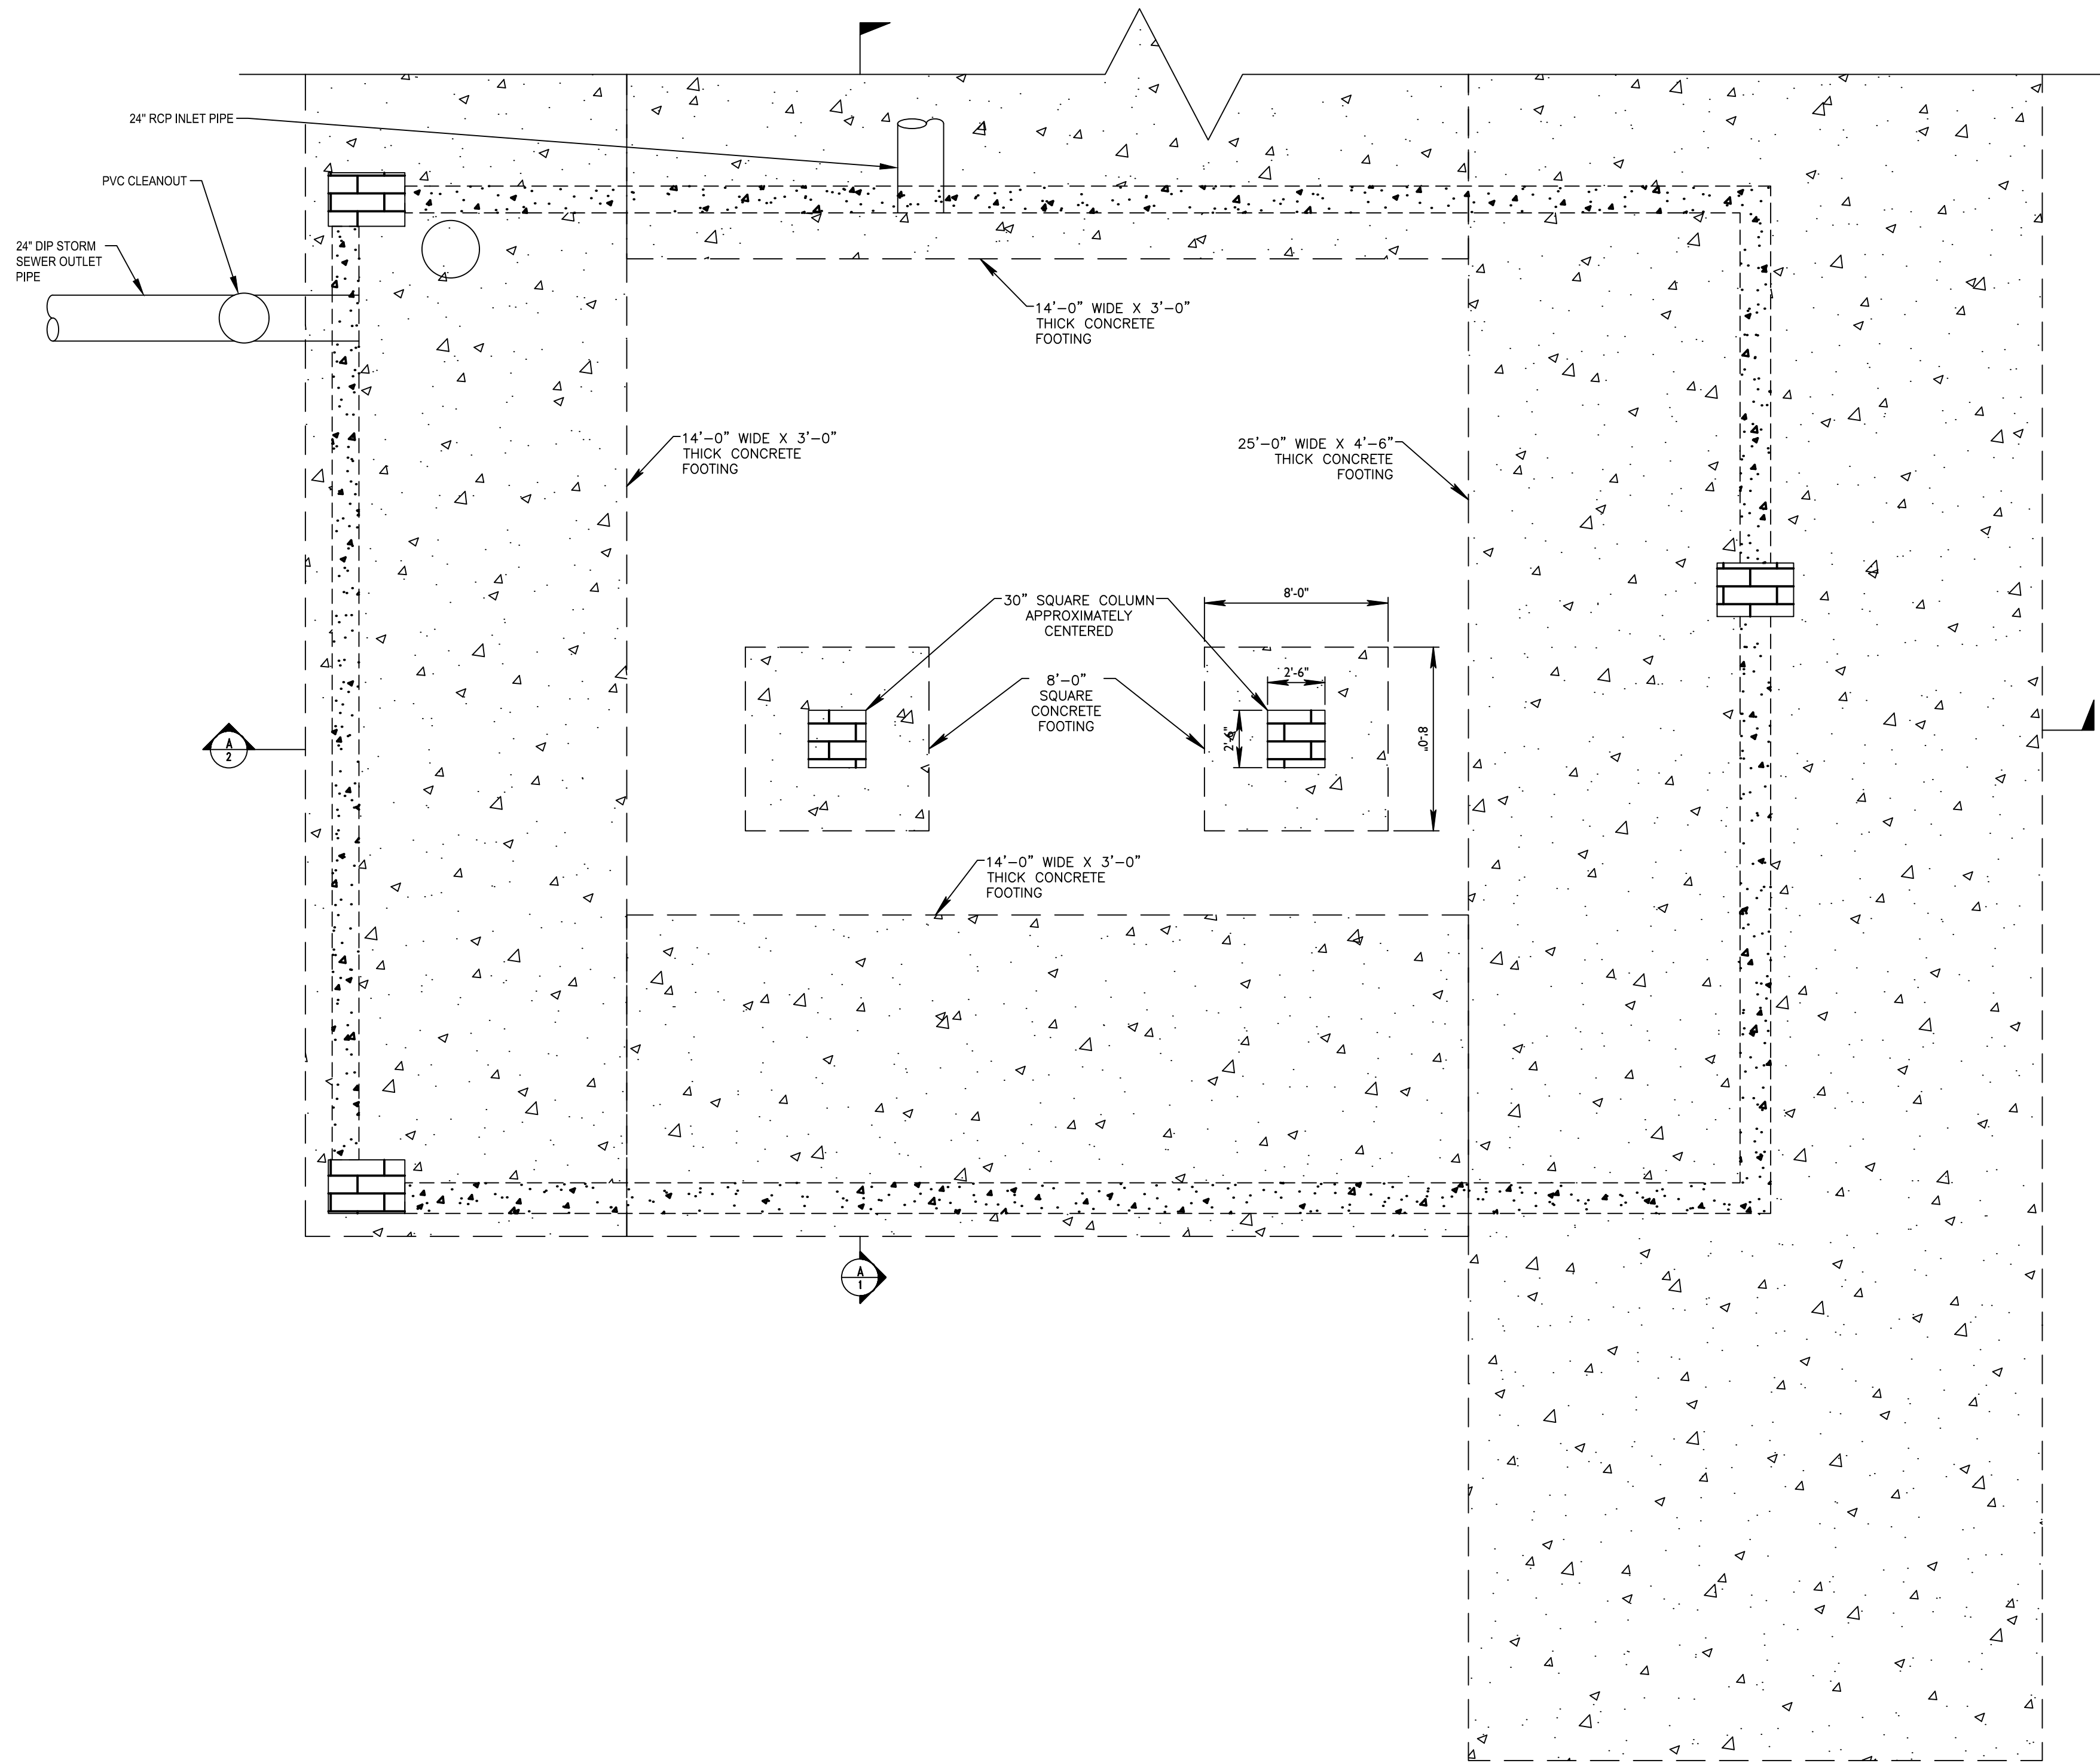 24" RCP INLET PIPE
PVC CLEANOUT
24" DIP STORM
SEWER OUTLET
PIPE
14'-0" WIDE X 3'-0"
THICK CONCRETE
FOOTING
14'-0" WIDE X 3'-0"
THICK CONCRETE
FOOTING
25'-0" WIDE X 4'-6"
THICK CONCRETE
FOOTING
30" SQUARE COLUMN
APPROXIMATELY
CENTERED
8'-0"
2'-6"
2'-6"
8'-0"
8'-0"
SQUARE
CONCRETE
FOOTING
A
2
14'-0" WIDE X 3'-0"
THICK CONCRETE
FOOTING
A
1